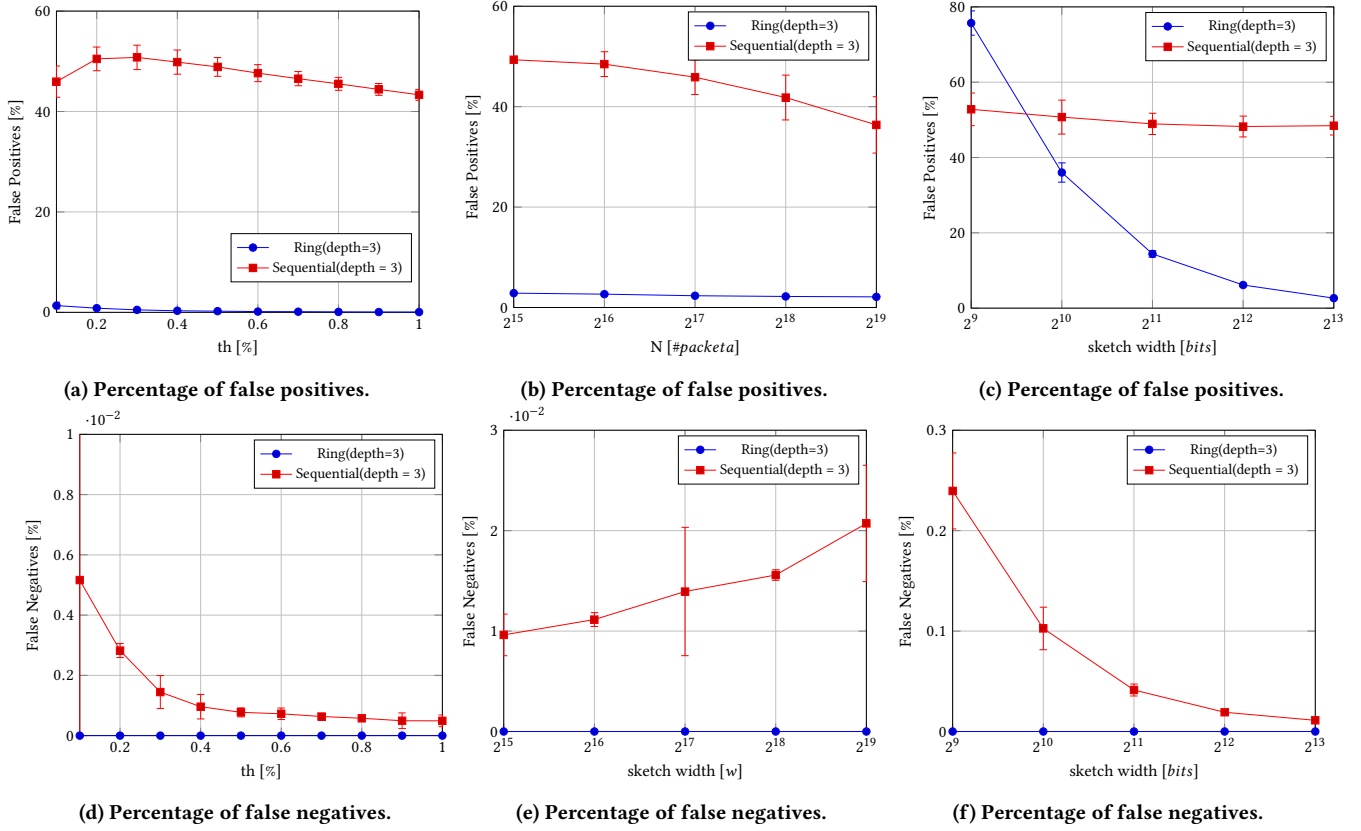 60
40
20
0
False Positives [%]
Ring(depth=3)
Sequential(depth = 3)
0.2 0.4 0.6 0.8 1
th [%]
(a) Percentage of false positives.
60
40
20
0
False Positives [%]
Ring(depth=3)
Sequential(depth = 3)
2^15 2^16 2^17 2^18 2^19
N [#packeta]
(b) Percentage of false positives.
80
60
40
20
0
False Positives [%]
Ring(depth=3)
Sequential(depth = 3)
2^9 2^10 2^11 2^12 2^13
sketch width [bits]
(c) Percentage of false positives.
·10^−2
1
0.8
0.6
0.4
0.2
0
False Negatives [%]
Ring(depth=3)
Sequential(depth = 3)
0.2 0.4 0.6 0.8 1
th [%]
(d) Percentage of false negatives.
·10^−2
3
2
1
0
False Negatives [%]
Ring(depth=3)
Sequential(depth = 3)
2^15 2^16 2^17 2^18 2^19
sketch width [w]
(e) Percentage of false negatives.
0.3
0.2
0.1
0
False Negatives [%]
Ring(depth=3)
Sequential(depth = 3)
2^9 2^10 2^11 2^12 2^13
sketch width [bits]
(f) Percentage of false negatives.